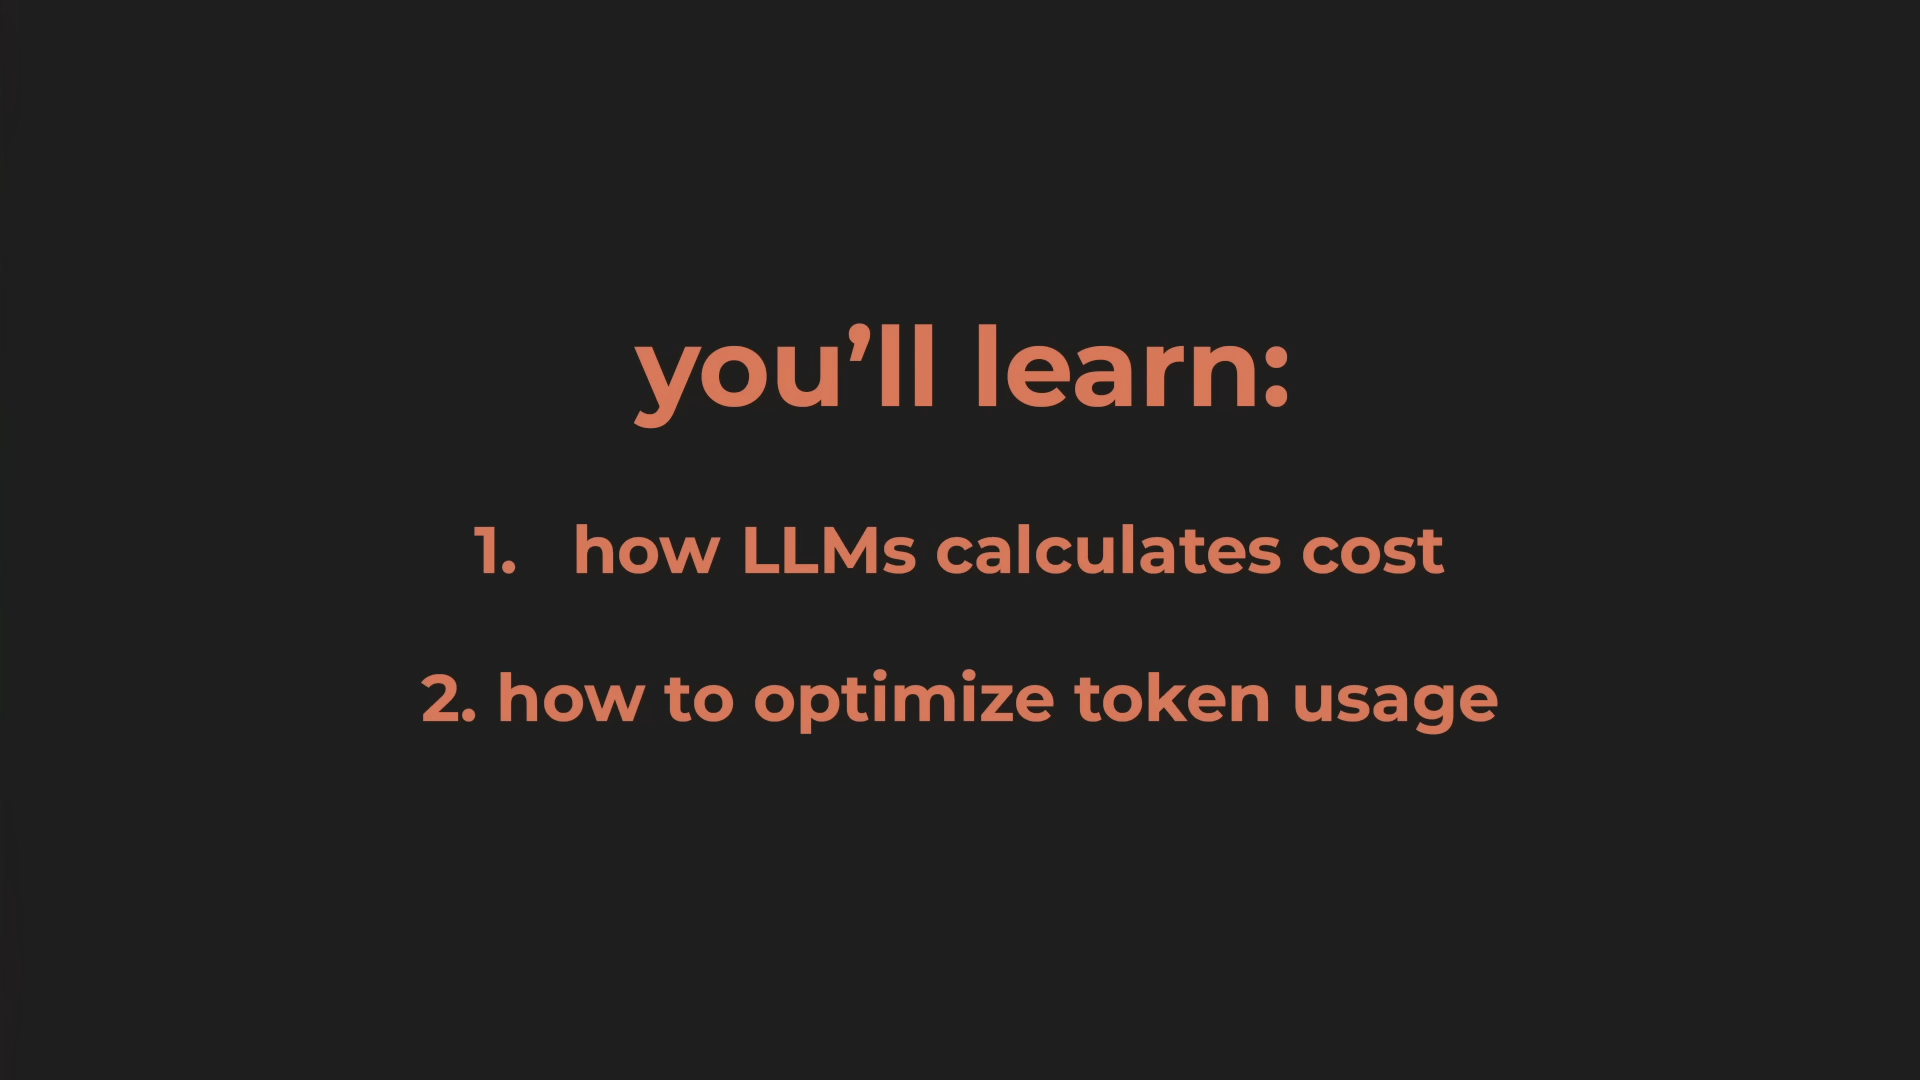 you’ll learn:
1. how LLMs calculates cost
2. how to optimize token usage